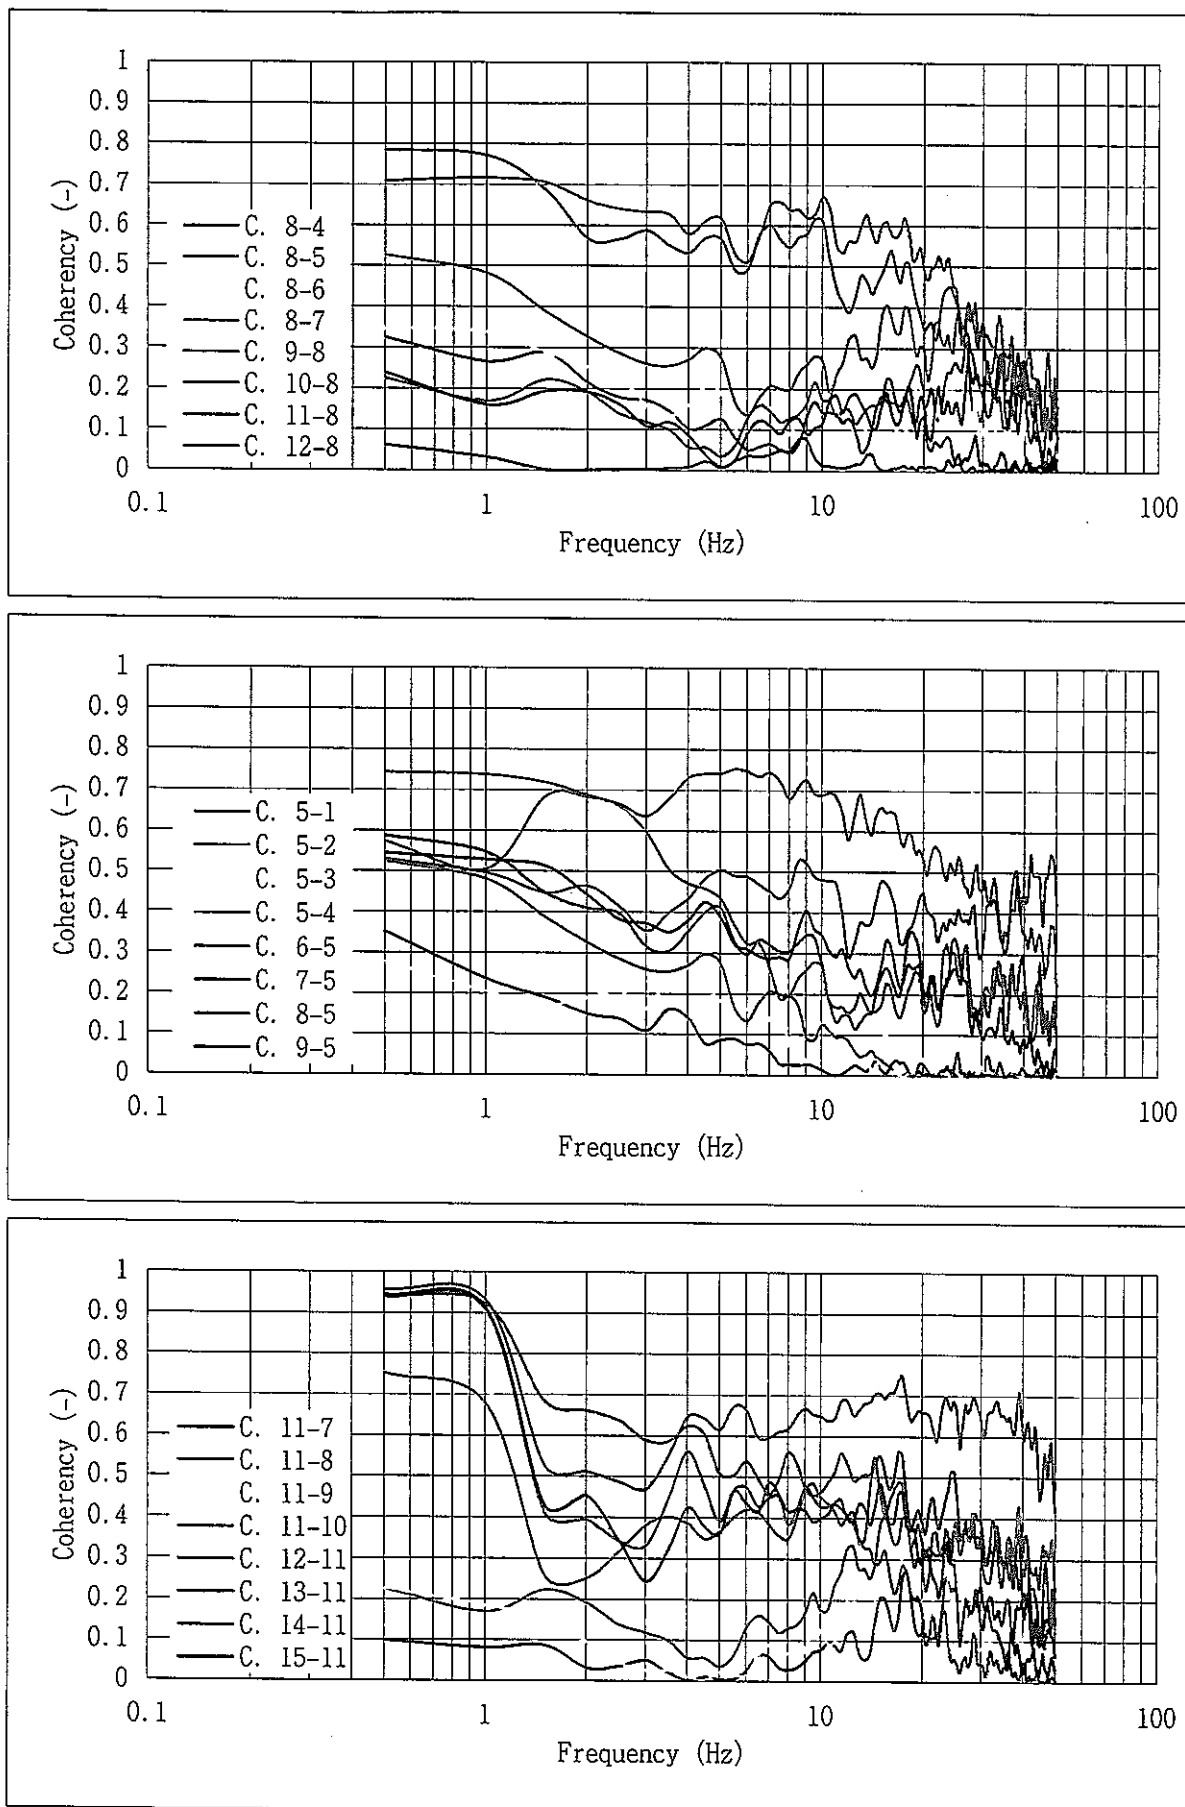 1
0.9
0.8
0.7
0.6
0.5
0.4
0.3
0.2
0.1
0
Coherency (-)
C. 8-4
C. 8-5
C. 8-6
C. 8-7
C. 9-8
C. 10-8
C. 11-8
C. 12-8
0.1 1 10 100
Frequency (Hz)
1
0.9
0.8
0.7
0.6
0.5
0.4
0.3
0.2
0.1
0
Coherency (-)
C. 5-1
C. 5-2
C. 5-3
C. 5-4
C. 6-5
C. 7-5
C. 8-5
C. 9-5
0.1 1 10 100
Frequency (Hz)
1
0.9
0.8
0.7
0.6
0.5
0.4
0.3
0.2
0.1
0
Coherency (-)
C. 11-7
C. 11-8
C. 11-9
C. 11-10
C. 12-11
C. 13-11
C. 14-11
C. 15-11
0.1 1 10 100
Frequency (Hz)